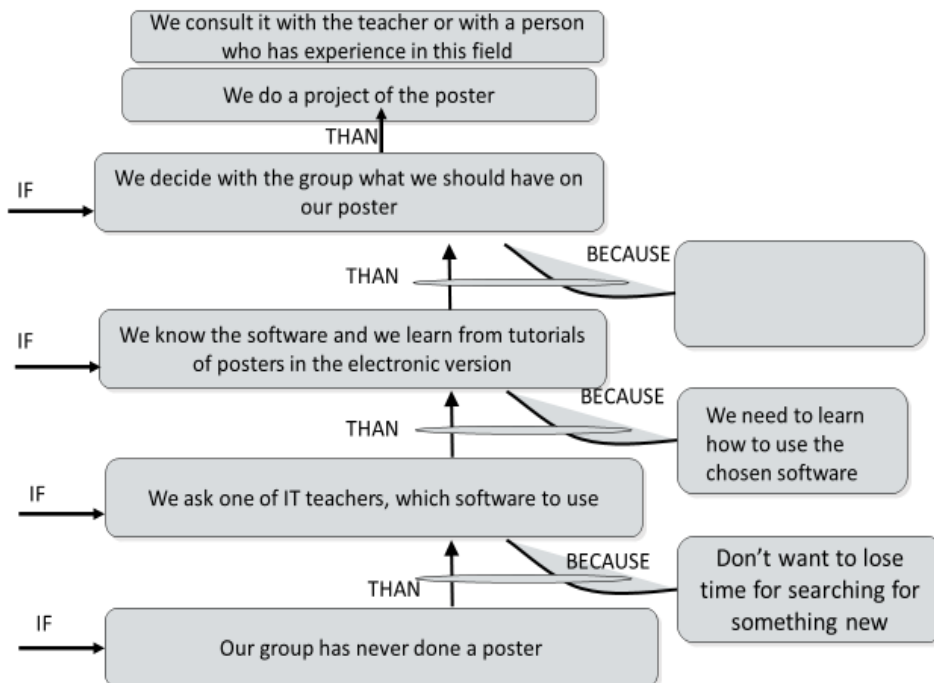 We consult it with the teacher or with a person
who has experience in this field
We do a project of the poster
THAN
IF
We decide with the group what we should have on
our poster
BECAUSE
THAN
IF
We know the software and we learn from tutorials
of posters in the electronic version
BECAUSE
THAN
We need to learn
how to use the
chosen software
IF
We ask one of IT teachers, which software to use
BECAUSE
THAN
Don't want to lose
time for searching for
something new
IF
Our group has never done a poster